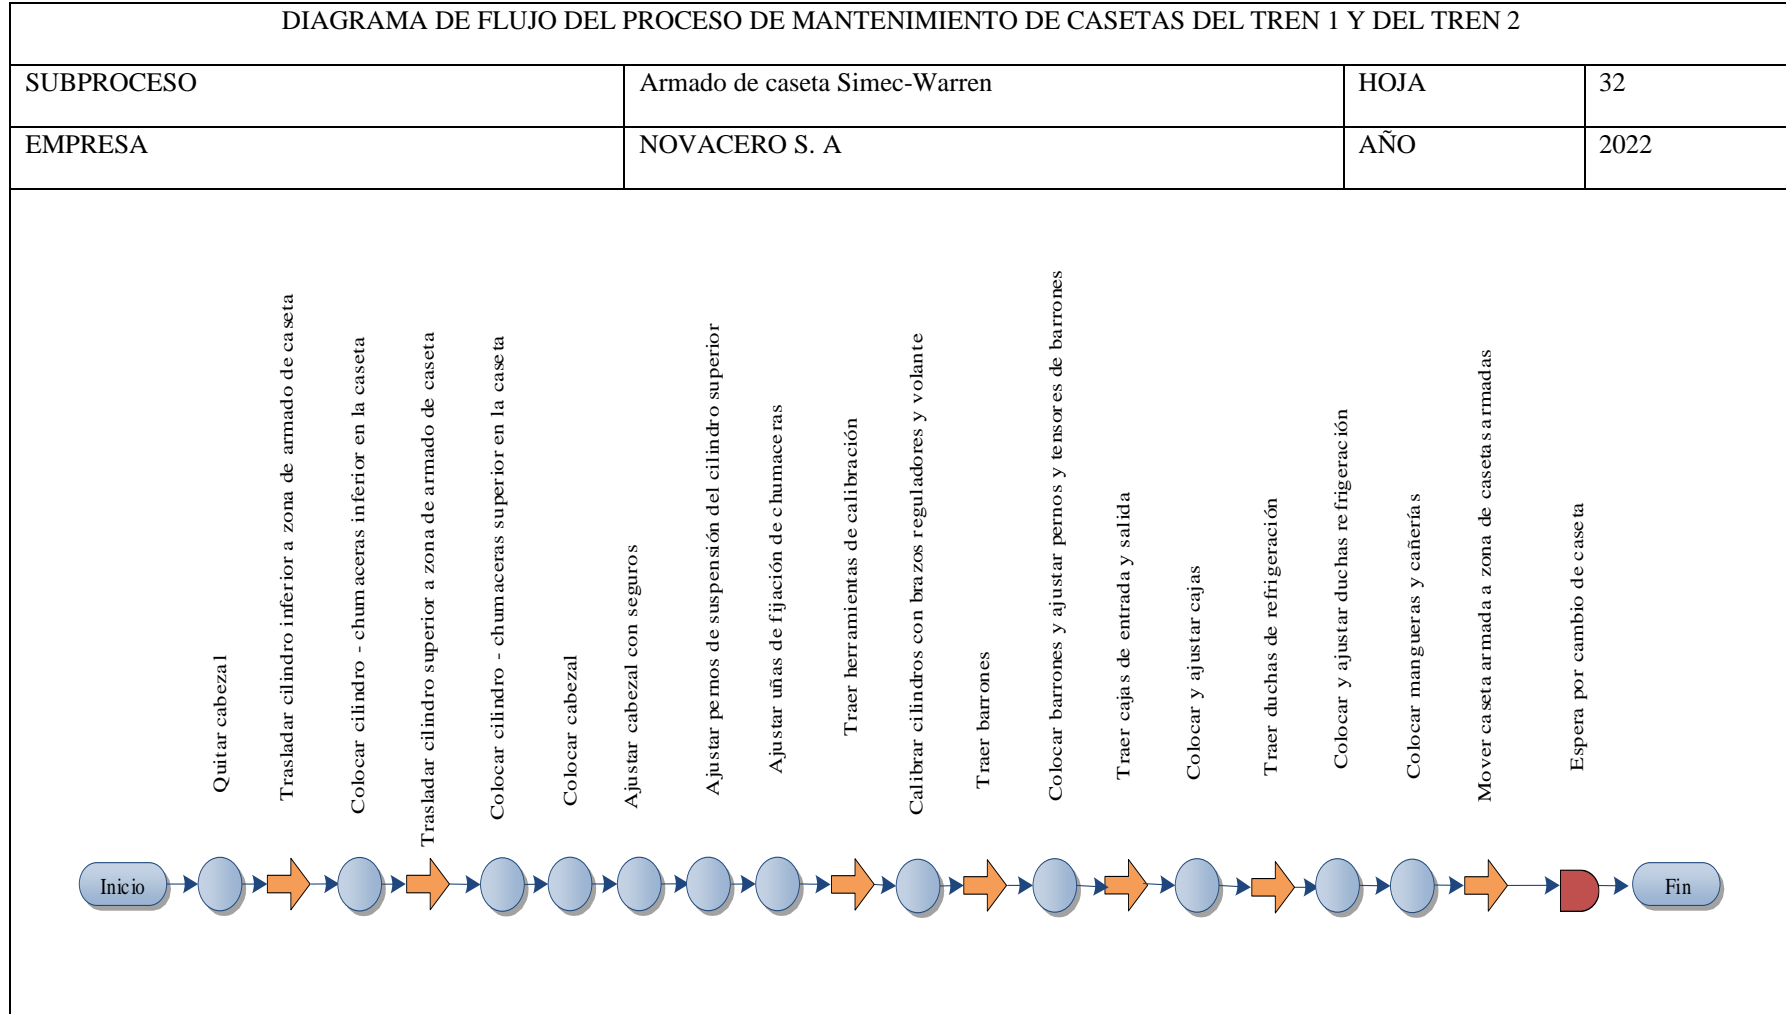 DIAGRAMA DE FLUJO DEL PROCESO DE MANTENIMIENTO DE CASETAS DEL TREN 1 Y DEL TREN 2
SUBPROCESO
Armado de caseta Simec-Warren
HOJA
32
EMPRESA
NOVACERO S. A
AÑO
2022
Quitar cabezal
Trasladar cilindro inferior a zona de armado de caseta
Colocar cilindro - chumaceras inferior en la caseta
Trasladar cilindro superior a zona de armado de caseta
Colocar cilindro - chumaceras superior en la caseta
Colocar cabezal
Ajustar cabezal con seguros
Ajustar pernos de suspensión del cilindro superior
Ajustar uñas de fijación de chumaceras
Traer herramientas de calibración
Calibrar cilindros con brazos reguladores y volante
Traer barrones
Colocar barrones y ajustar pernos y tensores de barrones
Traer cajas de entrada y salida
Colocar y ajustar cajas
Traer duchas de refrigeración
Colocar y ajustar duchas refrigeración
Colocar mangueras y cañerías
Mover caseta armada a zona de casetas armadas
Espera por cambio de caseta
Inicio
Fin